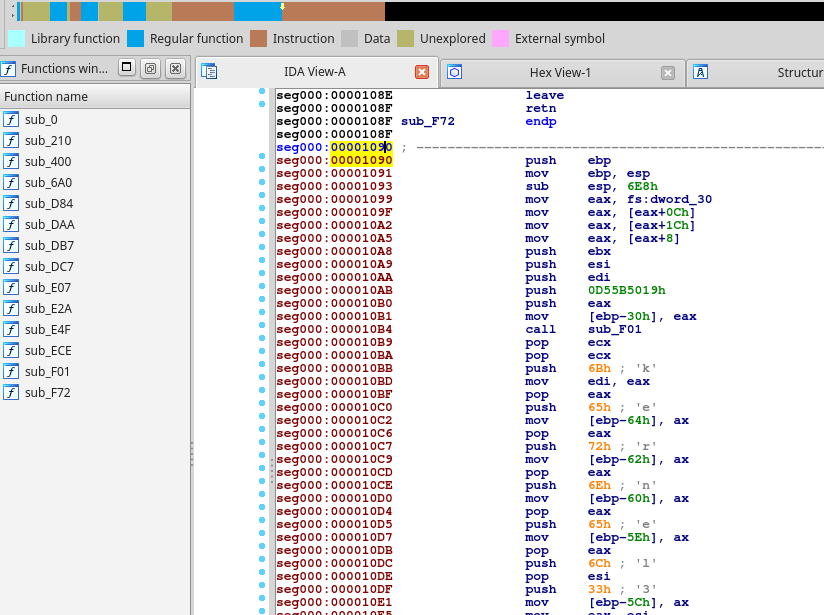 Library function Regular function Instruction Data Unexplored External symbol
Functions win...
IDA View-A
Hex View-1
Structur
Function name
sub_0
sub_210
sub_400
sub_6A0
sub_D84
sub_DAA
sub_DB7
sub_DC7
sub_E07
sub_E2A
sub_E4F
sub_ECE
sub_F01
sub_F72
seg000:0000108E leave
seg000:0000108F retn
seg000:0000108F sub_F72 endp
seg000:0000108F
seg000:00001090 ; ----------------------------------------------------
seg000:00001090 push ebp
seg000:00001091 mov ebp, esp
seg000:00001093 sub esp, 6E8h
seg000:00001099 mov eax, fs:dword_30
seg000:0000109F mov eax, [eax+0Ch]
seg000:000010A2 mov eax, [eax+1Ch]
seg000:000010A5 mov eax, [eax+8]
seg000:000010A8 push ebx
seg000:000010A9 push esi
seg000:000010AA push edi
seg000:000010AB push 0D55B5019h
seg000:000010B0 push eax
seg000:000010B1 mov [ebp-30h], eax
seg000:000010B4 call sub_F01
seg000:000010B9 pop ecx
seg000:000010BA pop ecx
seg000:000010BB push 6Bh ; 'k'
seg000:000010BD mov edi, eax
seg000:000010BF pop eax
seg000:000010C0 push 65h ; 'e'
seg000:000010C2 mov [ebp-64h], ax
seg000:000010C6 pop eax
seg000:000010C7 push 72h ; 'r'
seg000:000010C9 mov [ebp-62h], ax
seg000:000010CD pop eax
seg000:000010CE push 6Eh ; 'n'
seg000:000010D0 mov [ebp-60h], ax
seg000:000010D4 pop eax
seg000:000010D5 push 65h ; 'e'
seg000:000010D7 mov [ebp-5Eh], ax
seg000:000010DB pop eax
seg000:000010DC push 6Ch ; 'l'
seg000:000010DE pop esi
seg000:000010DF push 33h ; '3'
seg000:000010E1 mov [ebp-5Ch], ax